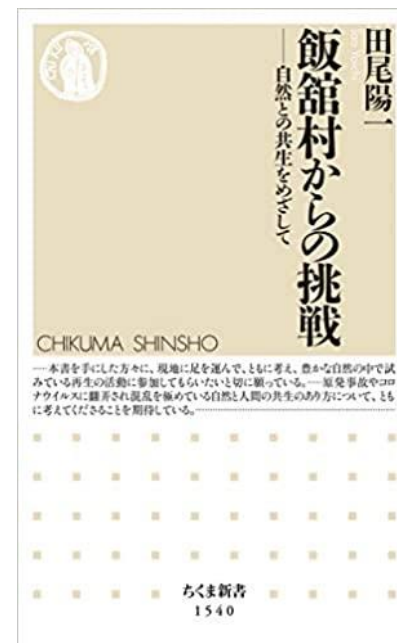 田尾陽一
Tao Yoichi
飯舘村からの挑戦
──自然との共生をめざして
CHIKUMA SHINSHO
──本書を手にした方々に、現地に足を運んで、ともに考え、豊かな自然の中で試
みている再生の活動に参加してもらいたいと切に願っている。──原発事故やコロ
ナウイルスに翻弄され混乱を極めている自然と人間の共生のあり方について、とも
に考えてくださることを期待している。
ちくま新書
1540